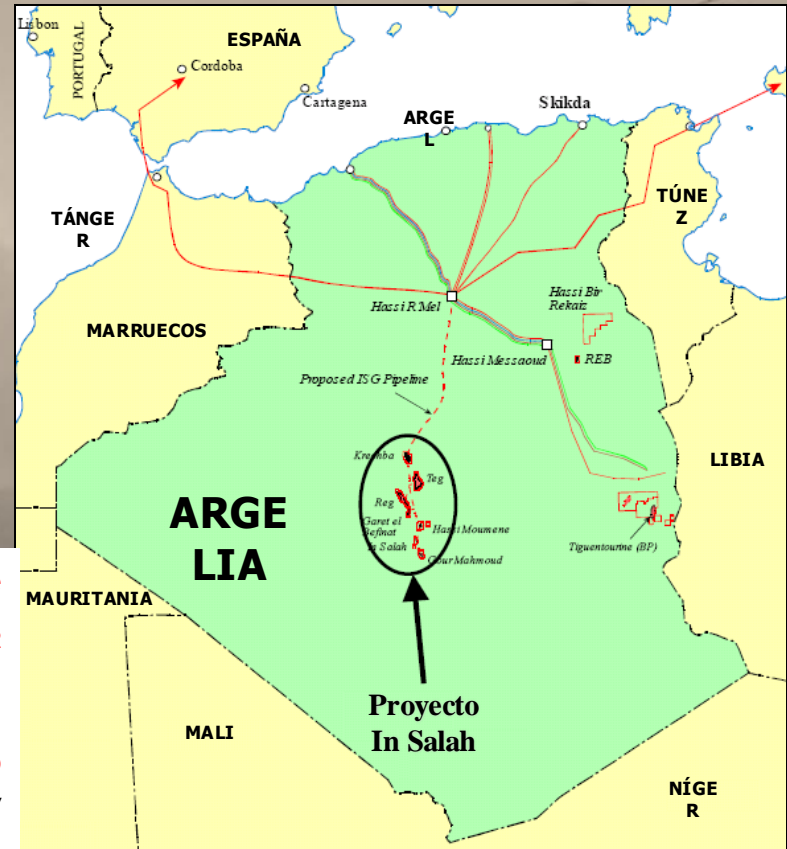 Lisbon
PORTUGAL
ESPAÑA
Cordoba
Cartagena
ARGE
L
Skikda
TÚNE
Z
TÁNGE
R
MARRUECOS
Hassi R'Mel
Hassi Bir
Rekaiz
Hassi Messaoud
REB
Proposed ISG Pipeline
LIBIA
Krechba
Teg
Reg
Garet el
Befinat
Hassi Moumene
In Salah
Gour Mahmoud
Tiguentourine (BP)
ARGE
LIA
MAURITANIA
MALI
Proyecto
In Salah
NÍGE
R